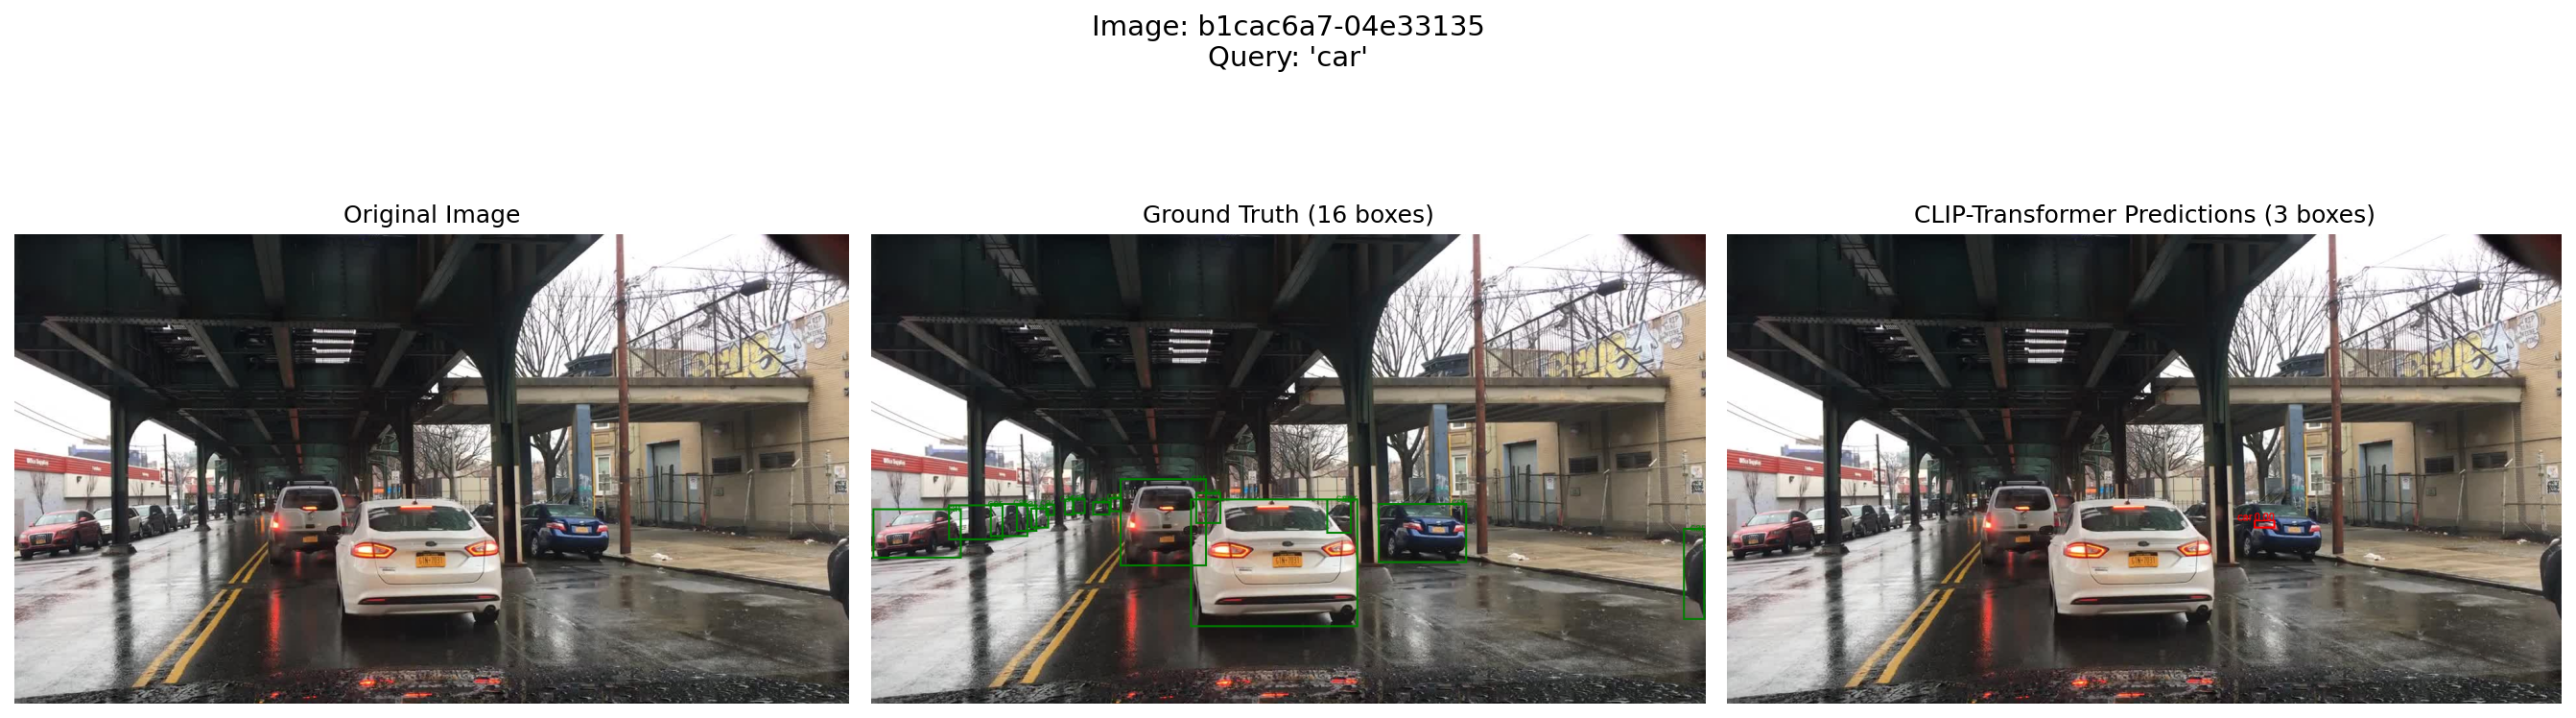 Image: b1cac6a7-04e33135
Query: 'car'
Original Image
Ground Truth (16 boxes)
CLIP-Transformer Predictions (3 boxes)